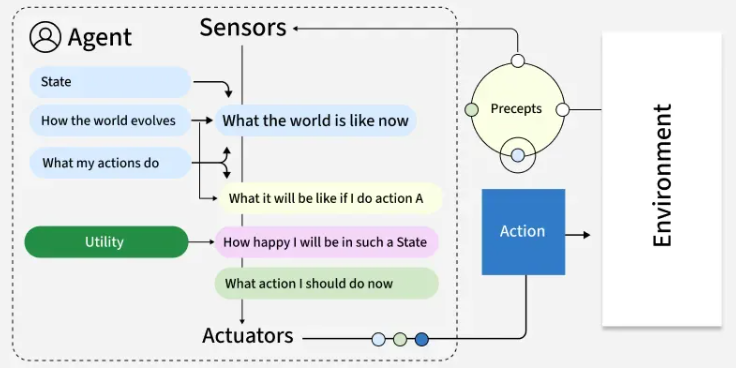 Agent
Sensors
State
How the world evolves
What the world is like now
What my actions do
What it will be like if I do action A
Utility
How happy I will be in such a State
What action I should do now
Actuators
Precepts
Action
Environment